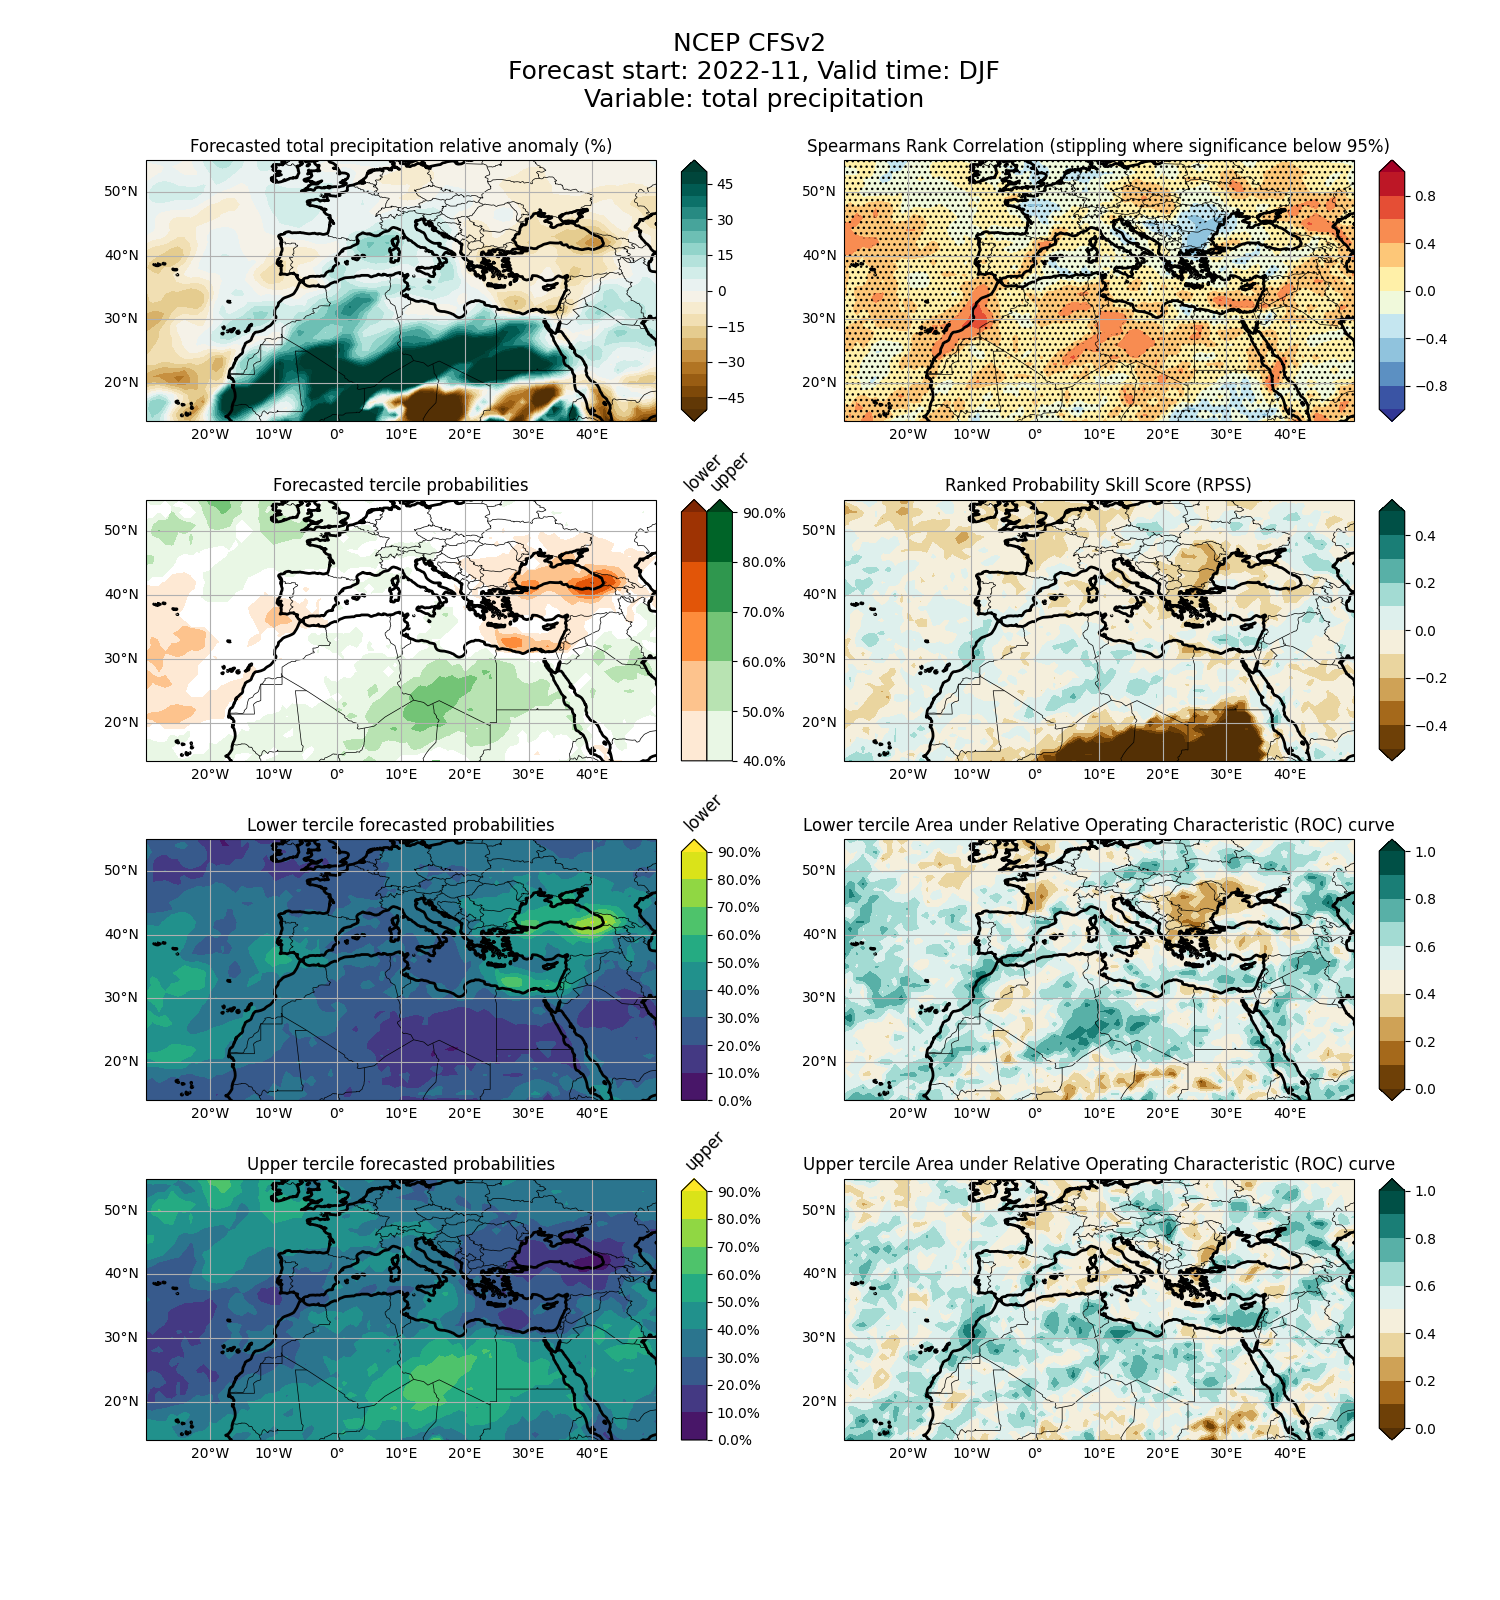 NCEP CFSv2
Forecast start: 2022-11, Valid time: DJF
Variable: total precipitation
Forecasted total precipitation relative anomaly (%)
50°N
40°N
30°N
20°N
20°W 10°W 0° 10°E 20°E 30°E 40°E
45
30
15
0
−15
−30
−45
Spearmans Rank Correlation (stippling where significance below 95%)
50°N
40°N
30°N
20°N
20°W 10°W 0° 10°E 20°E 30°E 40°E
0.8
0.4
0.0
−0.4
−0.8
Forecasted tercile probabilities
50°N
40°N
30°N
20°N
20°W 10°W 0° 10°E 20°E 30°E 40°E
lower upper
90.0%
80.0%
70.0%
60.0%
50.0%
40.0%
Ranked Probability Skill Score (RPSS)
50°N
40°N
30°N
20°N
20°W 10°W 0° 10°E 20°E 30°E 40°E
0.4
0.2
0.0
−0.2
−0.4
Lower tercile forecasted probabilities
50°N
40°N
30°N
20°N
20°W 10°W 0° 10°E 20°E 30°E 40°E
lower
90.0%
80.0%
70.0%
60.0%
50.0%
40.0%
30.0%
20.0%
10.0%
0.0%
Lower tercile Area under Relative Operating Characteristic (ROC) curve
50°N
40°N
30°N
20°N
20°W 10°W 0° 10°E 20°E 30°E 40°E
1.0
0.8
0.6
0.4
0.2
0.0
Upper tercile forecasted probabilities
50°N
40°N
30°N
20°N
20°W 10°W 0° 10°E 20°E 30°E 40°E
upper
90.0%
80.0%
70.0%
60.0%
50.0%
40.0%
30.0%
20.0%
10.0%
0.0%
Upper tercile Area under Relative Operating Characteristic (ROC) curve
50°N
40°N
30°N
20°N
20°W 10°W 0° 10°E 20°E 30°E 40°E
1.0
0.8
0.6
0.4
0.2
0.0